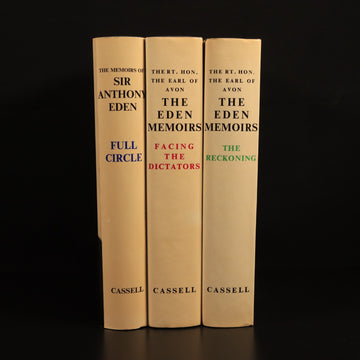 THE MEMOIRS OF
SIR
ANTHONY
EDEN
FULL
CIRCLE
CASSELL
THE RT. HON.
THE EARL OF
AVON
THE
EDEN
MEMOIRS
FACING
THE
DICTATORS
CASSELL
THE RT. HON.
THE EARL OF
AVON
THE
EDEN
MEMOIRS
THE
RECKONING
CASSELL